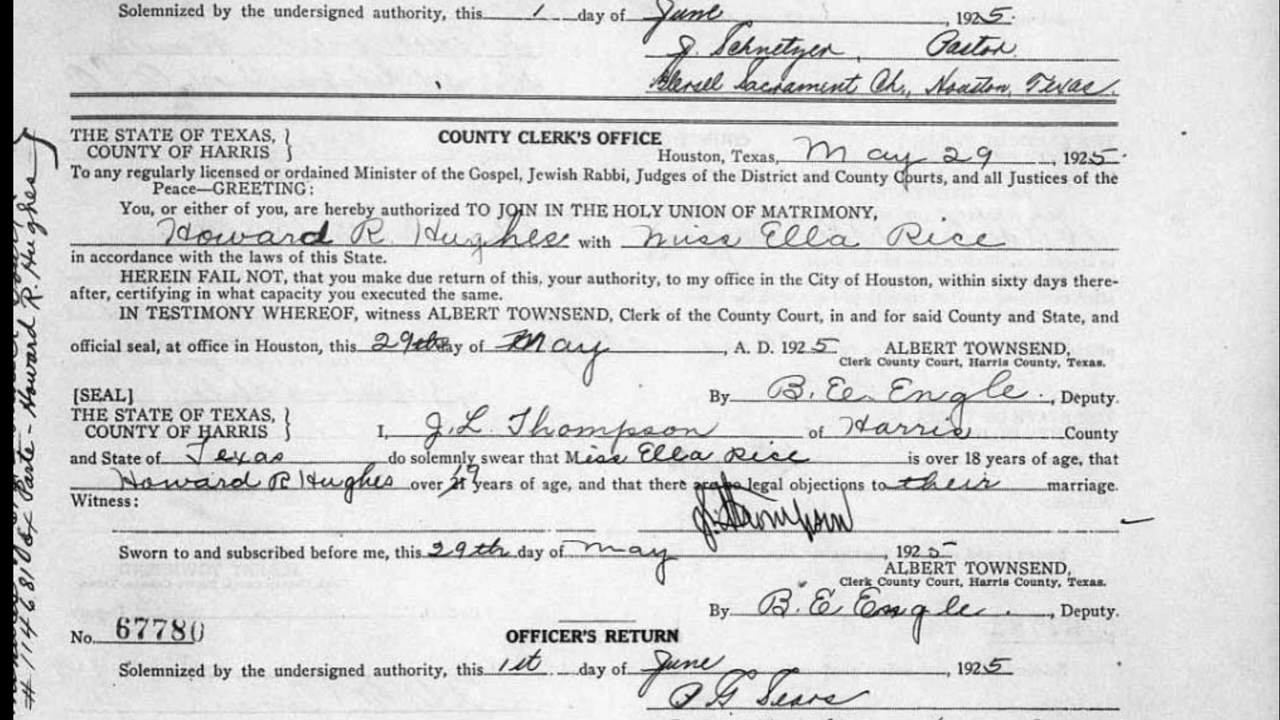 Solemnized by the undersigned authority, this 1 day of June, 1925.
J. Schnetzer, Pastor
Sacrament Ch., Houston, Texas.
THE STATE OF TEXAS, } COUNTY CLERK'S OFFICE
COUNTY OF HARRIS Houston, Texas, May 29, 1925.
To any regularly licensed or ordained Minister of the Gospel, Jewish Rabbi, Judges of the District and County Courts, and all Justices of the
Peace—GREETING:
You, or either of you, are hereby authorized TO JOIN IN THE HOLY UNION OF MATRIMONY,
Howard R. Hughes with Miss Ella Rice
in accordance with the laws of this State.
HEREIN FAIL NOT, that you make due return of this, your authority, to my office in the City of Houston, within sixty days there-
after, certifying in what capacity you executed the same.
IN TESTIMONY WHEREOF, witness ALBERT TOWNSEND, Clerk of the County Court, in and for said County and State, and
official seal, at office in Houston, this 29th day of May, A. D. 1925 ALBERT TOWNSEND,
Clerk County Court, Harris County, Texas.
[SEAL] By B. E. Engle, Deputy.
THE STATE OF TEXAS, }
COUNTY OF HARRIS I, J. L. Thompson of Harris County
and State of Texas do solemnly swear that Miss Ella Rice is over 18 years of age, that
Howard R Hughes over 19 years of age, and that there are no legal objections to their marriage.
Witness:
J. L. Thompson
Sworn to and subscribed before me, this 29th day of May 1925
ALBERT TOWNSEND,
Clerk County Court, Harris County, Texas.
By B. E Engle, Deputy.
No. 67780 OFFICER'S RETURN
Solemnized by the undersigned authority, this 1st day of June, 1925
P G Sears
# 114681 Ex Parte - Howard R. Hughes Jr